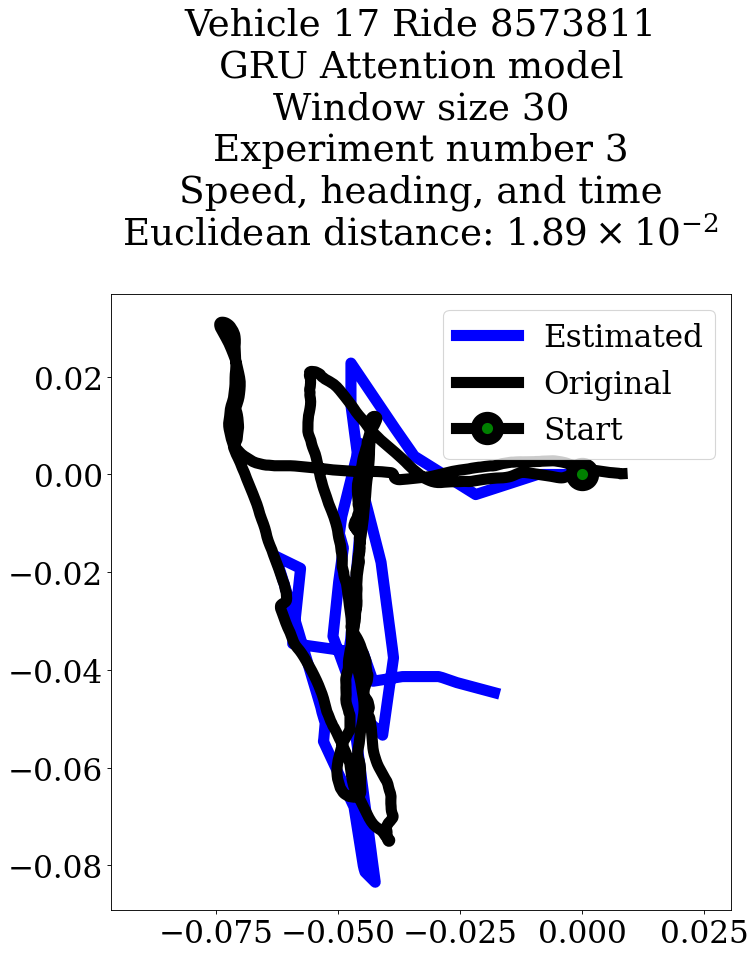 Vehicle 17 Ride 8573811
GRU Attention model
Window size 30
Experiment number 3
Speed, heading, and time
Euclidean distance: 1.89 × 10⁻²
Estimated
Original
Start
0.02
0.00
−0.02
−0.04
−0.06
−0.08
−0.075 −0.050 −0.025 0.000 0.025